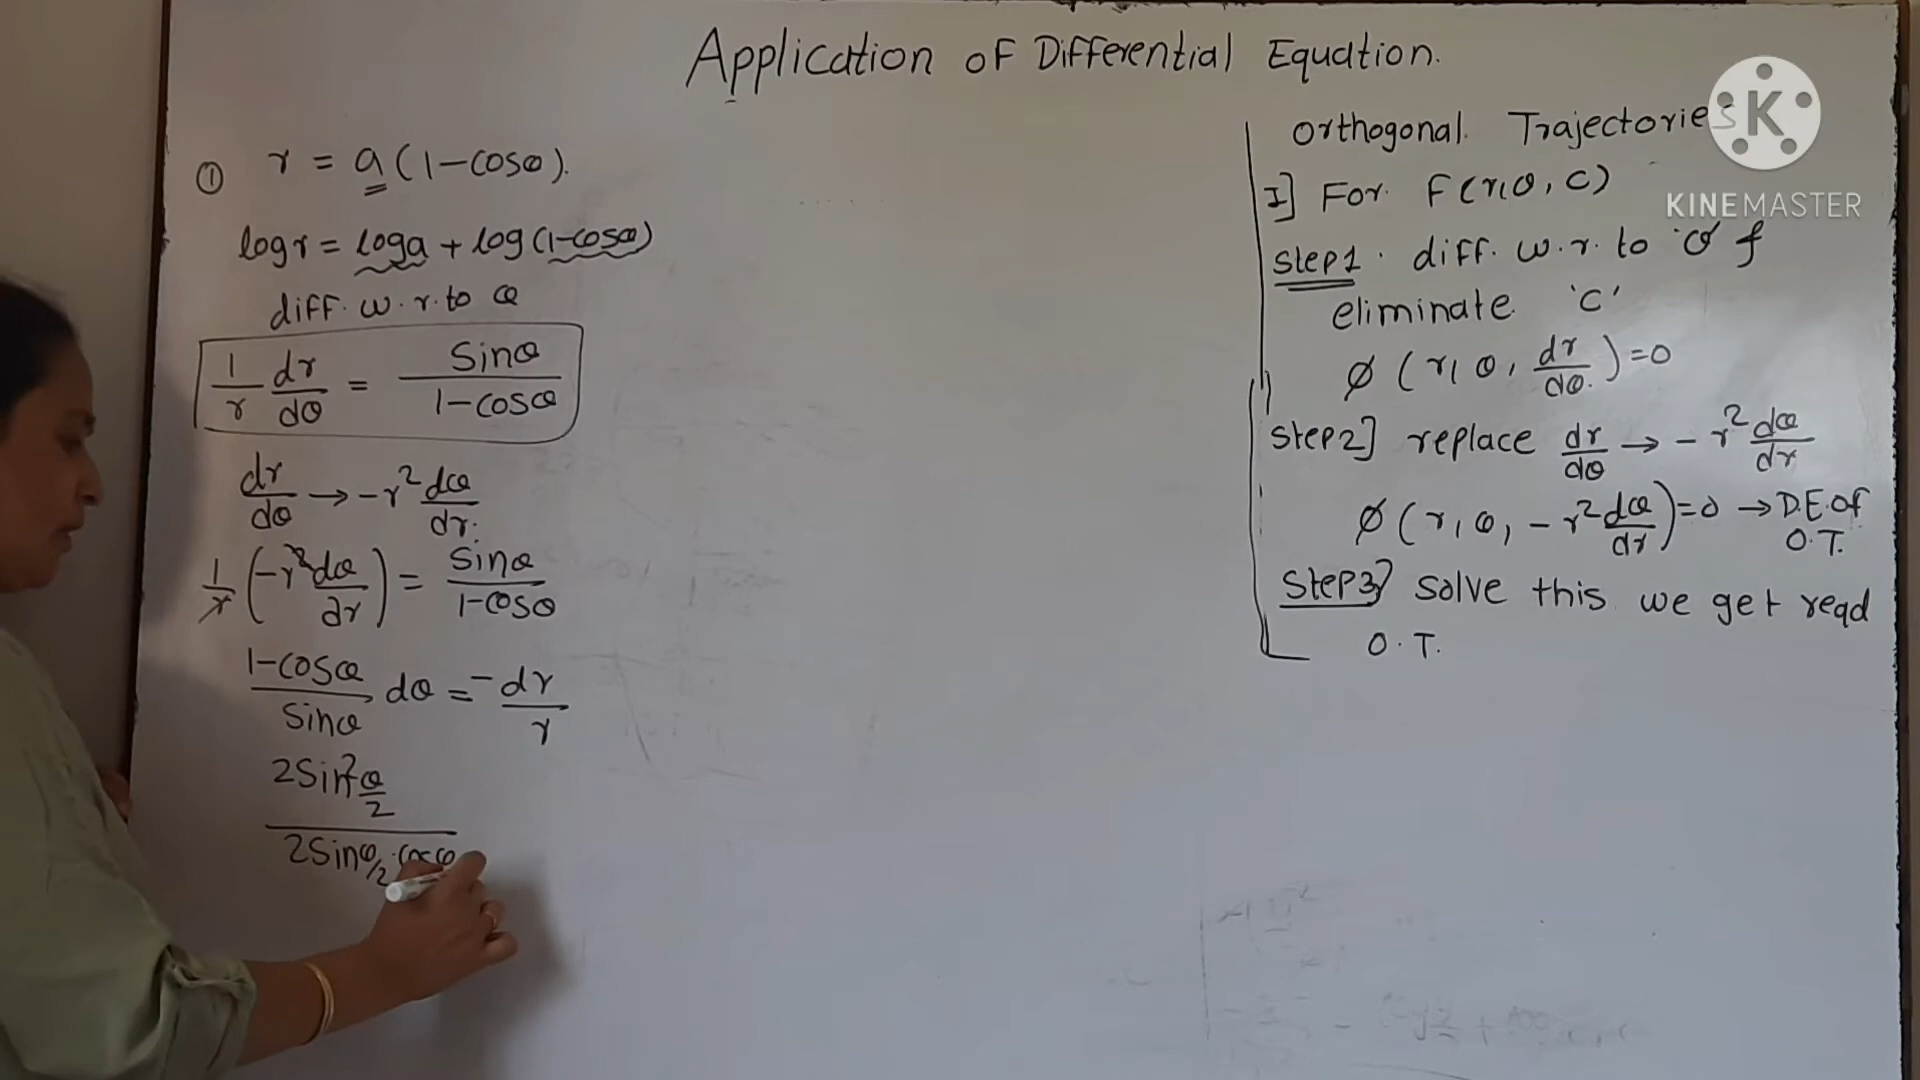 Application of Differential Equation.
① r = a(1-cosθ).
log r = log a + log(1-cosθ)
diff. w.r.to θ
1/r dr/dθ = Sinθ/1-cosθ
dr/dθ → -r² dθ/dr.
1/r (-r² dθ/dr) = Sinθ/1-cosθ
1-cosθ/Sinθ dθ = -dr/r
2Sin²θ/2
2Sinθ/2.cosθ
Orthogonal. Trajectories
I] For F(r,θ,c)
Step1. diff. w.r. to 'θ' &
eliminate 'c'
φ(r, θ, dr/dθ.)=0
Step2] replace dr/dθ → -r² dθ/dr
φ(r, θ, -r² dθ/dr)=0 → D.E.of
O.T.
Step3] Solve this we get reqd
O.T.
K
KINEMASTER